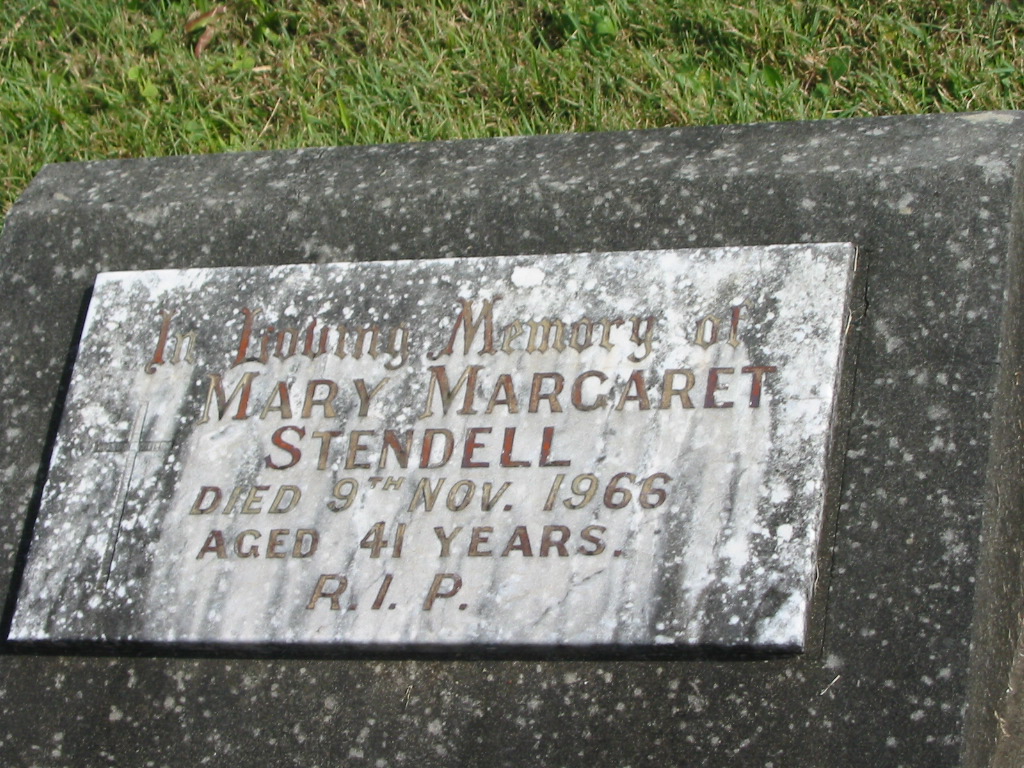 In Loving Memory of
MARY MARGARET
STENDELL
DIED 9TH NOV. 1966
AGED 41 YEARS.
R.I.P.